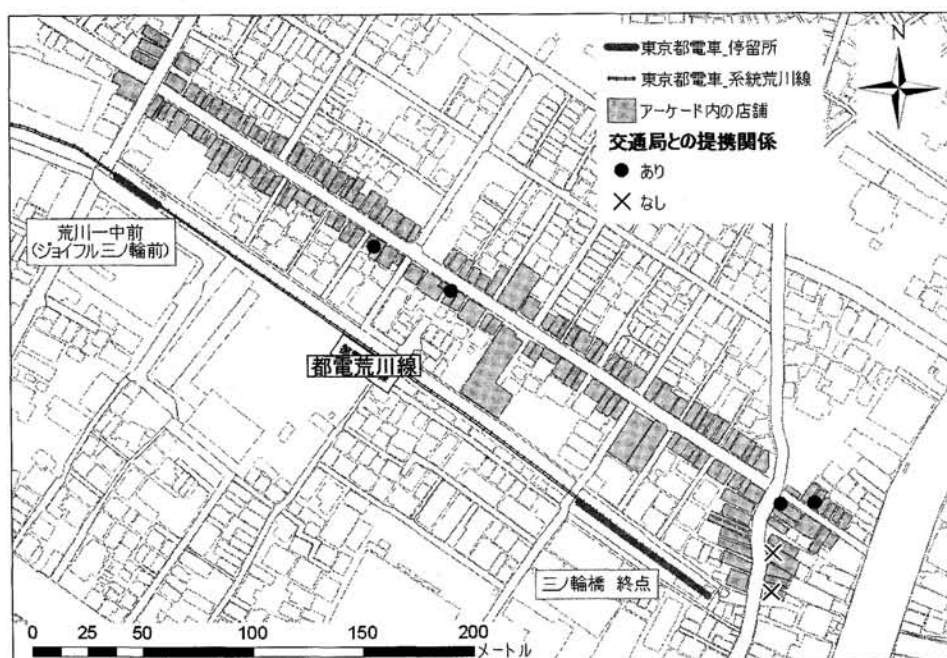 N
東京都電車_停留所
東京都電車_系統荒川線
アーケード内の店舗
交通局との提携関係
あり
なし
荒川一中前
(ジョイフル三ノ輪前)
都電荒川線
三ノ輪橋 終点
0 25 50 100 150 200
メートル